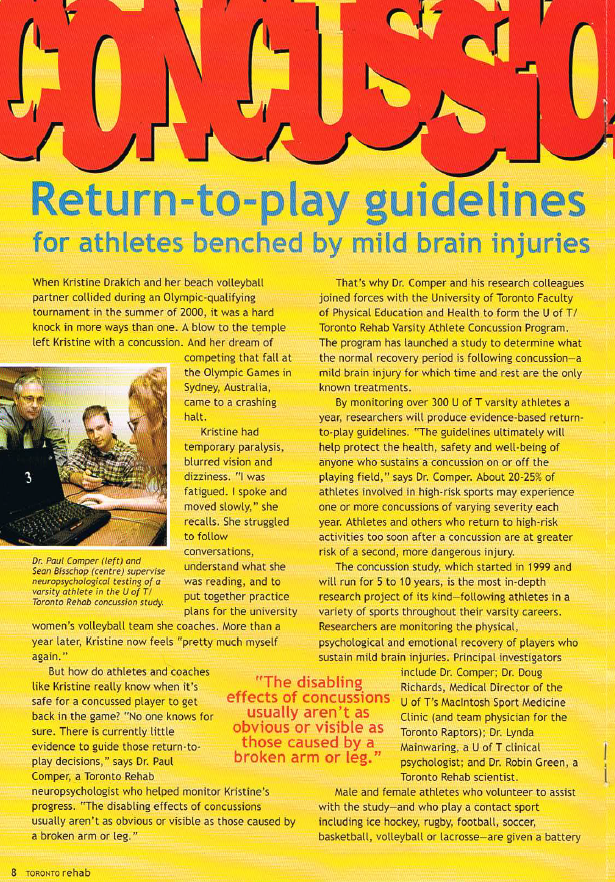 CONCUSSIO
Return-to-play guidelines
for athletes benched by mild brain injuries
When Kristine Drakich and her beach volleyball
partner collided during an Olympic-qualifying
tournament in the summer of 2000, it was a hard
knock in more ways than one. A blow to the temple
left Kristine with a concussion. And her dream of
competing that fall at
the Olympic Games in
Sydney, Australia,
came to a crashing
halt.
Kristine had
temporary paralysis,
blurred vision and
dizziness. "I was
fatigued. I spoke and
moved slowly," she
recalls. She struggled
to follow
conversations,
understand what she
was reading, and to
put together practice
plans for the university
women's volleyball team she coaches. More than a
year later, Kristine now feels "pretty much myself
again."
But how do athletes and coaches
like Kristine really know when it's
safe for a concussed player to get
back in the game? "No one knows for
sure. There is currently little
evidence to guide those return-to-
play decisions," says Dr. Paul
Comper, a Toronto Rehab
neuropsychologist who helped monitor Kristine's
progress. "The disabling effects of concussions
usually aren't as obvious or visible as those caused by
a broken arm or leg."
3
Dr. Paul Comper (left) and
Sean Bisschop (centre) supervise
neuropsychological testing of a
varsity athlete in the U of T/
Toronto Rehab concussion study.
"The disabling
effects of concussions
usually aren't as
obvious or visible as
those caused by a
broken arm or leg."
That's why Dr. Comper and his research colleagues
joined forces with the University of Toronto Faculty
of Physical Education and Health to form the U of T/
Toronto Rehab Varsity Athlete Concussion Program.
The program has launched a study to determine what
the normal recovery period is following concussion—a
mild brain injury for which time and rest are the only
known treatments.
By monitoring over 300 U of T varsity athletes a
year, researchers will produce evidence-based return-
to-play guidelines. "The guidelines ultimately will
help protect the health, safety and well-being of
anyone who sustains a concussion on or off the
playing field," says Dr. Comper. About 20-25% of
athletes involved in high-risk sports may experience
one or more concussions of varying severity each
year. Athletes and others who return to high-risk
activities too soon after a concussion are at greater
risk of a second, more dangerous injury.
The concussion study, which started in 1999 and
will run for 5 to 10 years, is the most in-depth
research project of its kind—following athletes in a
variety of sports throughout their varsity careers.
Researchers are monitoring the physical,
psychological and emotional recovery of players who
sustain mild brain injuries. Principal investigators
include Dr. Comper; Dr. Doug
Richards, Medical Director of the
U of T's MacIntosh Sport Medicine
Clinic (and team physician for the
Toronto Raptors); Dr. Lynda
Mainwaring, a U of T clinical
psychologist; and Dr. Robin Green, a
Toronto Rehab scientist.
Male and female athletes who volunteer to assist
with the study—and who play a contact sport
including ice hockey, rugby, football, soccer,
basketball, volleyball or lacrosse—are given a battery
8 TORONTO rehab